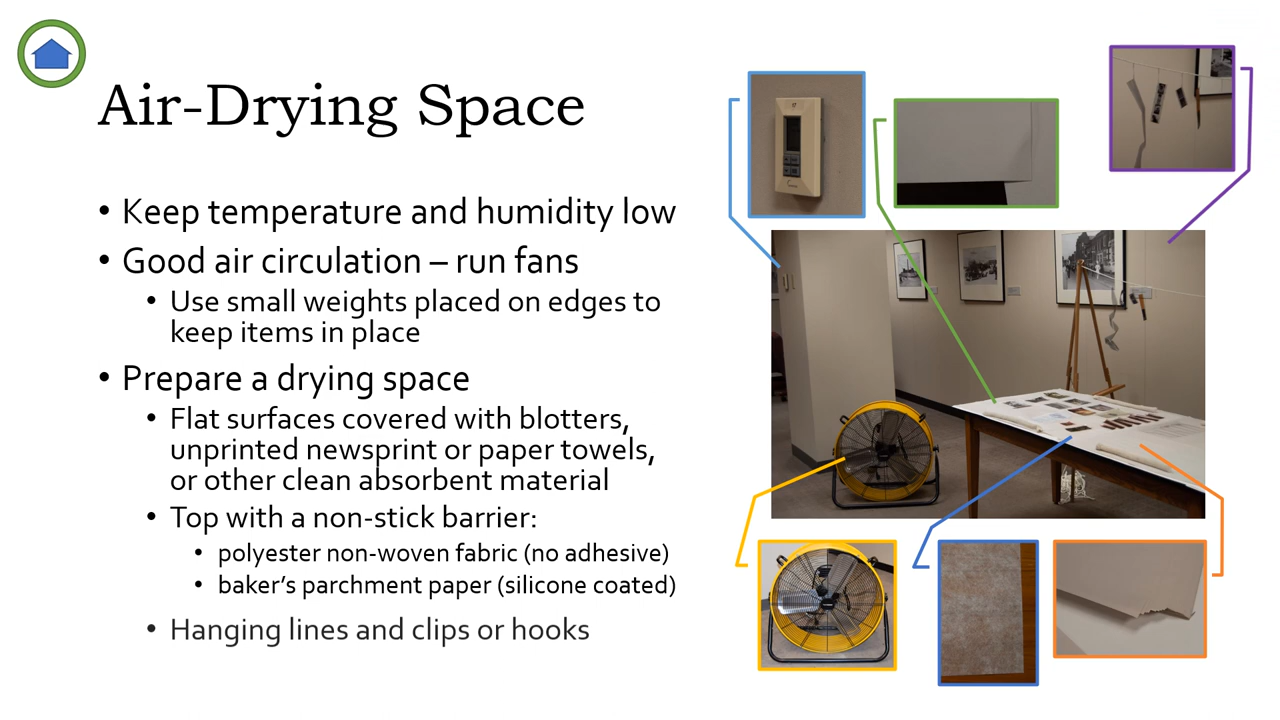 Air-Drying Space
• Keep temperature and humidity low
• Good air circulation – run fans
• Use small weights placed on edges to
keep items in place
• Prepare a drying space
• Flat surfaces covered with blotters,
unprinted newsprint or paper towels,
or other clean absorbent material
• Top with a non-stick barrier:
• polyester non-woven fabric (no adhesive)
• baker’s parchment paper (silicone coated)
• Hanging lines and clips or hooks